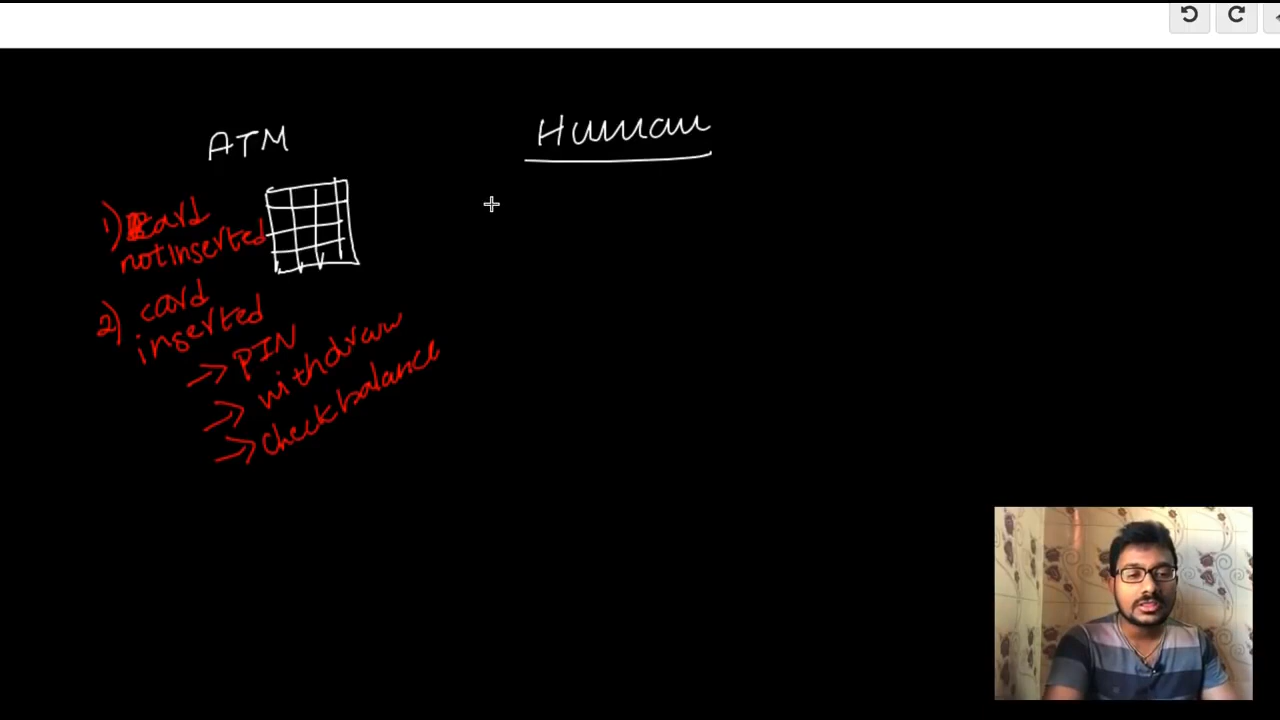 ATM
Human
1) card
not Inserted
2) card
inserted
→ PIN
→ withdraw
→ check balance